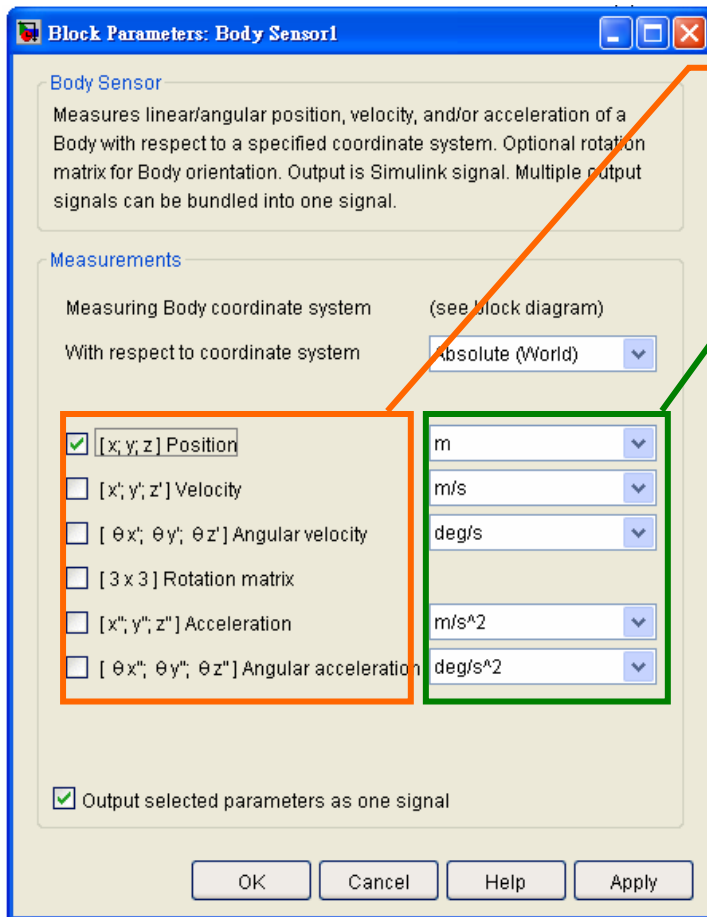 Block Parameters: Body Sensor1
Body Sensor
Measures linear/angular position, velocity, and/or acceleration of a
Body with respect to a specified coordinate system. Optional rotation
matrix for Body orientation. Output is Simulink signal. Multiple output
signals can be bundled into one signal.
Measurements
Measuring Body coordinate system (see block diagram)
With respect to coordinate system Absolute (World)
[x; y; z] Position m
[x'; y'; z'] Velocity m/s
[ θx'; θy'; θz'] Angular velocity deg/s
[ 3 x 3 ] Rotation matrix
[x"; y"; z"] Acceleration m/s^2
[ θx"; θy"; θz"] Angular acceleration deg/s^2
Output selected parameters as one signal
OK Cancel Help Apply